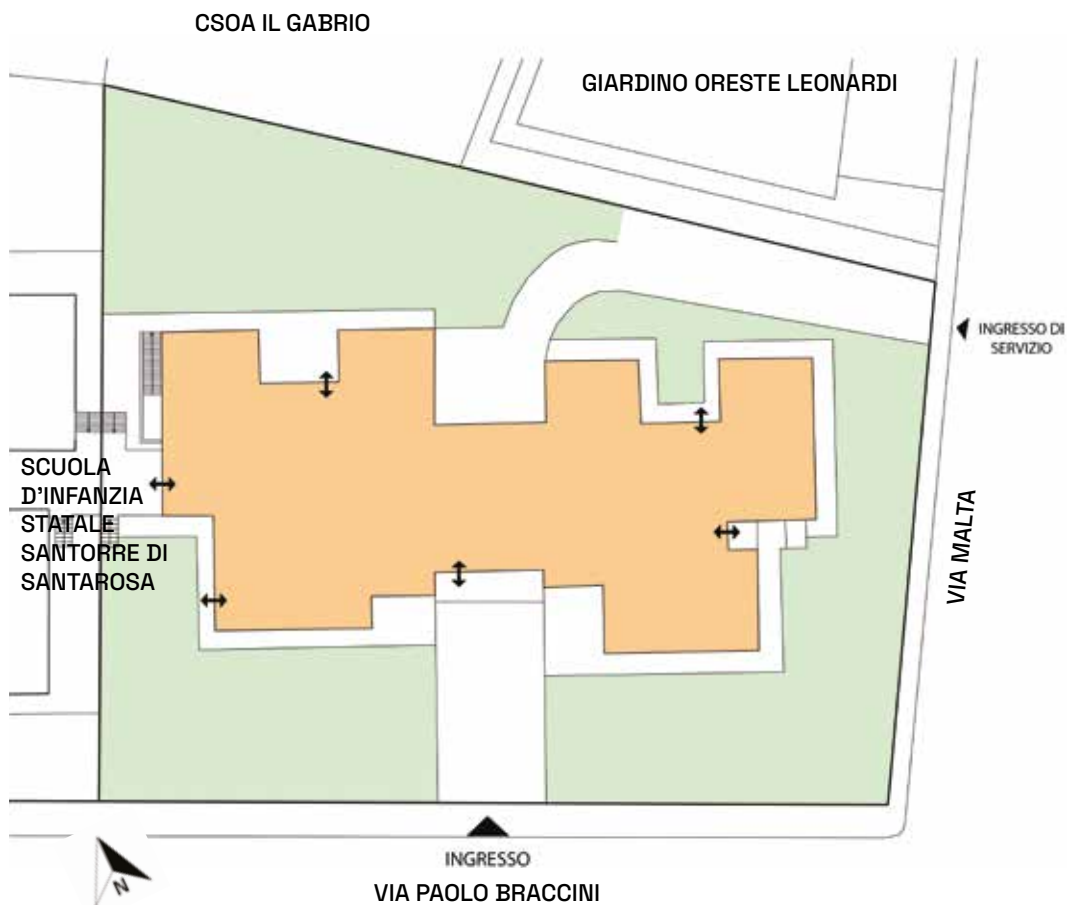 CSOA IL GABRIO
GIARDINO ORESTE LEONARDI
INGRESSO DI
SERVIZIO
SCUOLA
D'INFANZIA
STATALE
SANTORRE DI
SANTAROSA
VIA MALTA
INGRESSO
N
VIA PAOLO BRACCINI